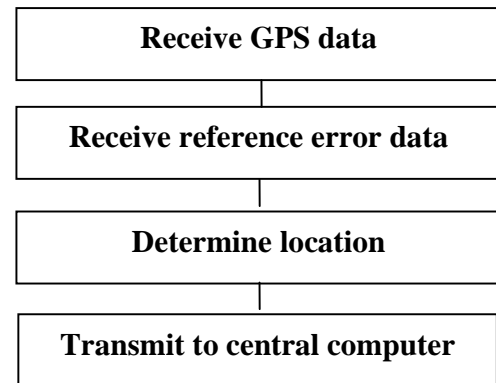 Receive GPS data
Receive reference error data
Determine location
Transmit to central computer